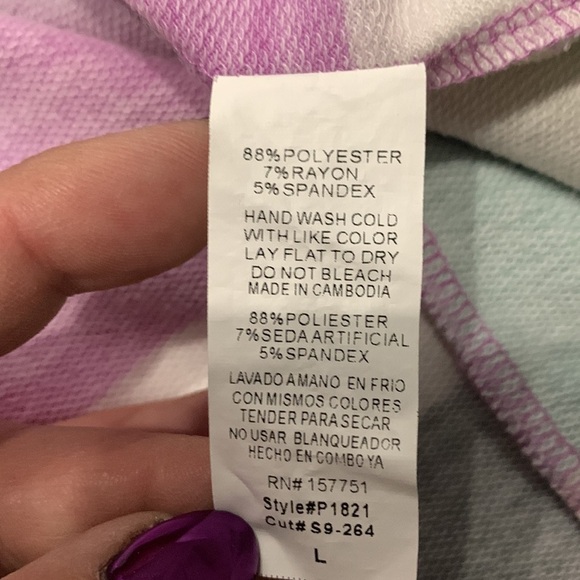 88%POLYESTER
7%RAYON
5%SPANDEX
HAND WASH COLD
WITH LIKE COLOR
LAY FLAT TO DRY
DO NOT BLEACH
MADE IN CAMBODIA
88%POLIESTER
7%SEDA ARTIFICIAL
5%SPANDEX
LAVADO A MANO EN FRIO
CON MISMOS COLORES
TENDER PARA SECAR
NO USAR BLANQUEADOR
HECHO EN COMBOYA
RN# 157751
Style#P1821
Cut# S9-264
L